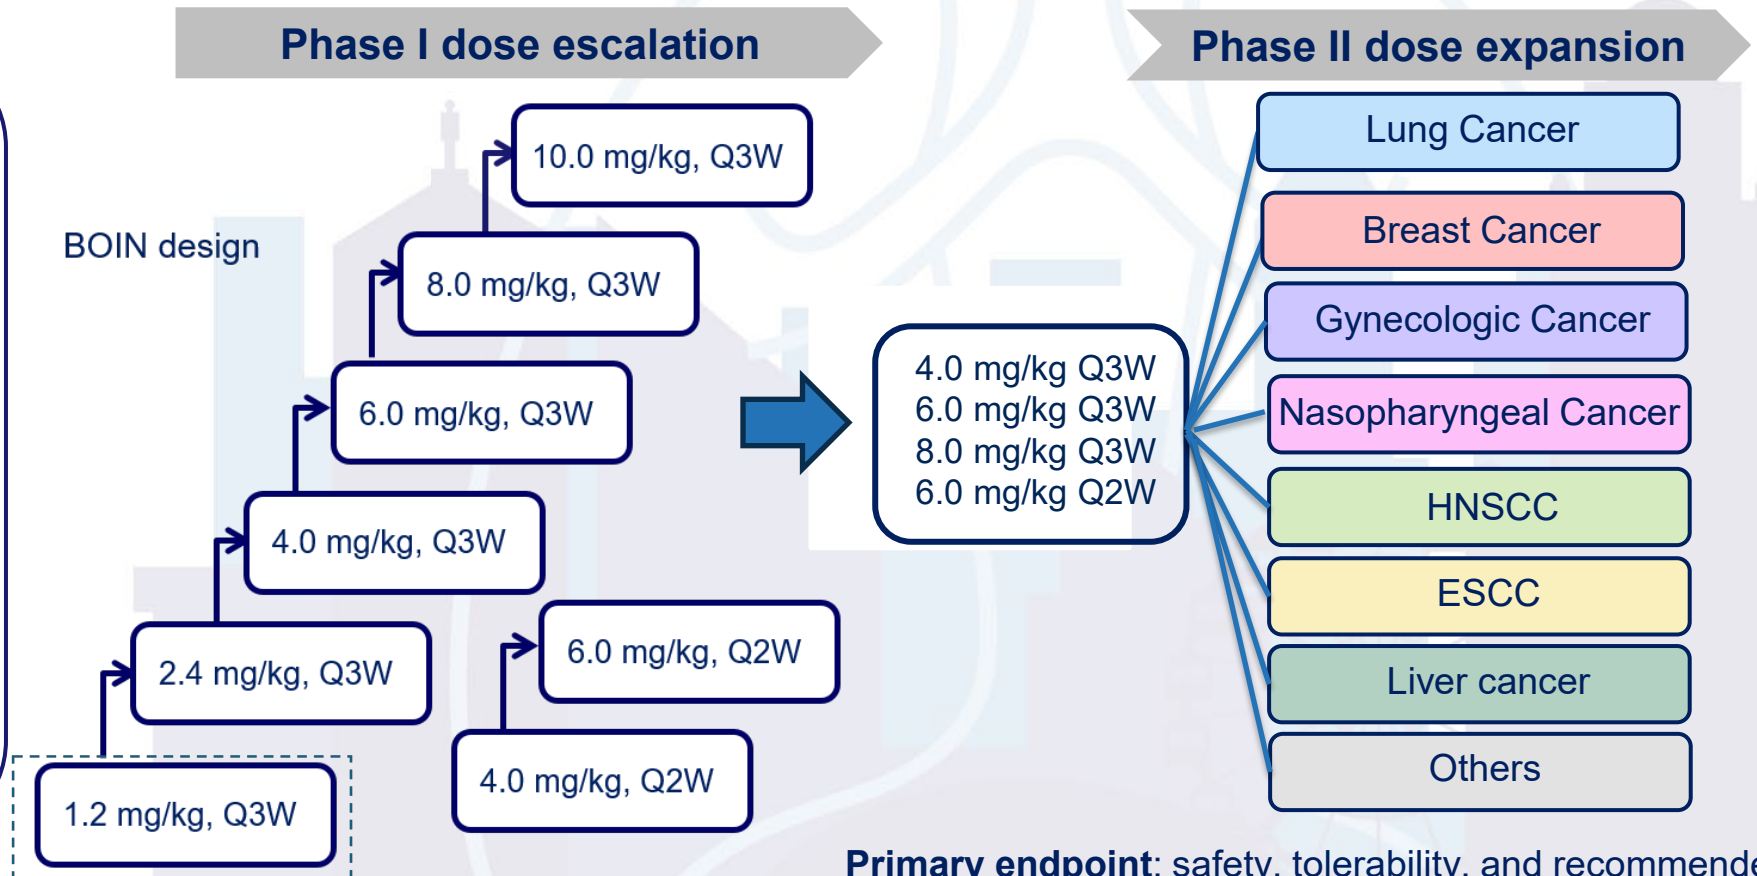 Phase I dose escalation
Phase II dose expansion
BOIN design
10.0 mg/kg, Q3W
8.0 mg/kg, Q3W
6.0 mg/kg, Q3W
4.0 mg/kg, Q3W
2.4 mg/kg, Q3W
1.2 mg/kg, Q3W
6.0 mg/kg, Q2W
4.0 mg/kg, Q2W
4.0 mg/kg Q3W
6.0 mg/kg Q3W
8.0 mg/kg Q3W
6.0 mg/kg Q2W
Lung Cancer
Breast Cancer
Gynecologic Cancer
Nasopharyngeal Cancer
HNSCC
ESCC
Liver cancer
Others
Primary endpoint: safety, tolerability, and recommende